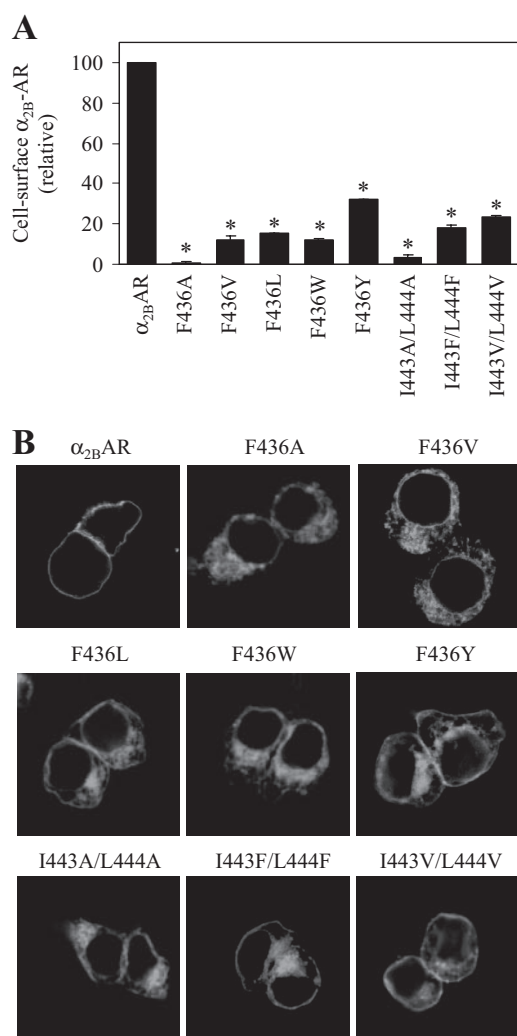 A
Cell-surface α2B-AR
(relative)
100
80
60
40
20
0
*
*
*
*
*
*
*
*
α2BAR
F436A
F436V
F436L
F436W
F436Y
I443A/L444A
I443F/L444F
I443V/L444V
B
α2BAR F436A F436V
F436L F436W F436Y
I443A/L444A I443F/L444F I443V/L444V